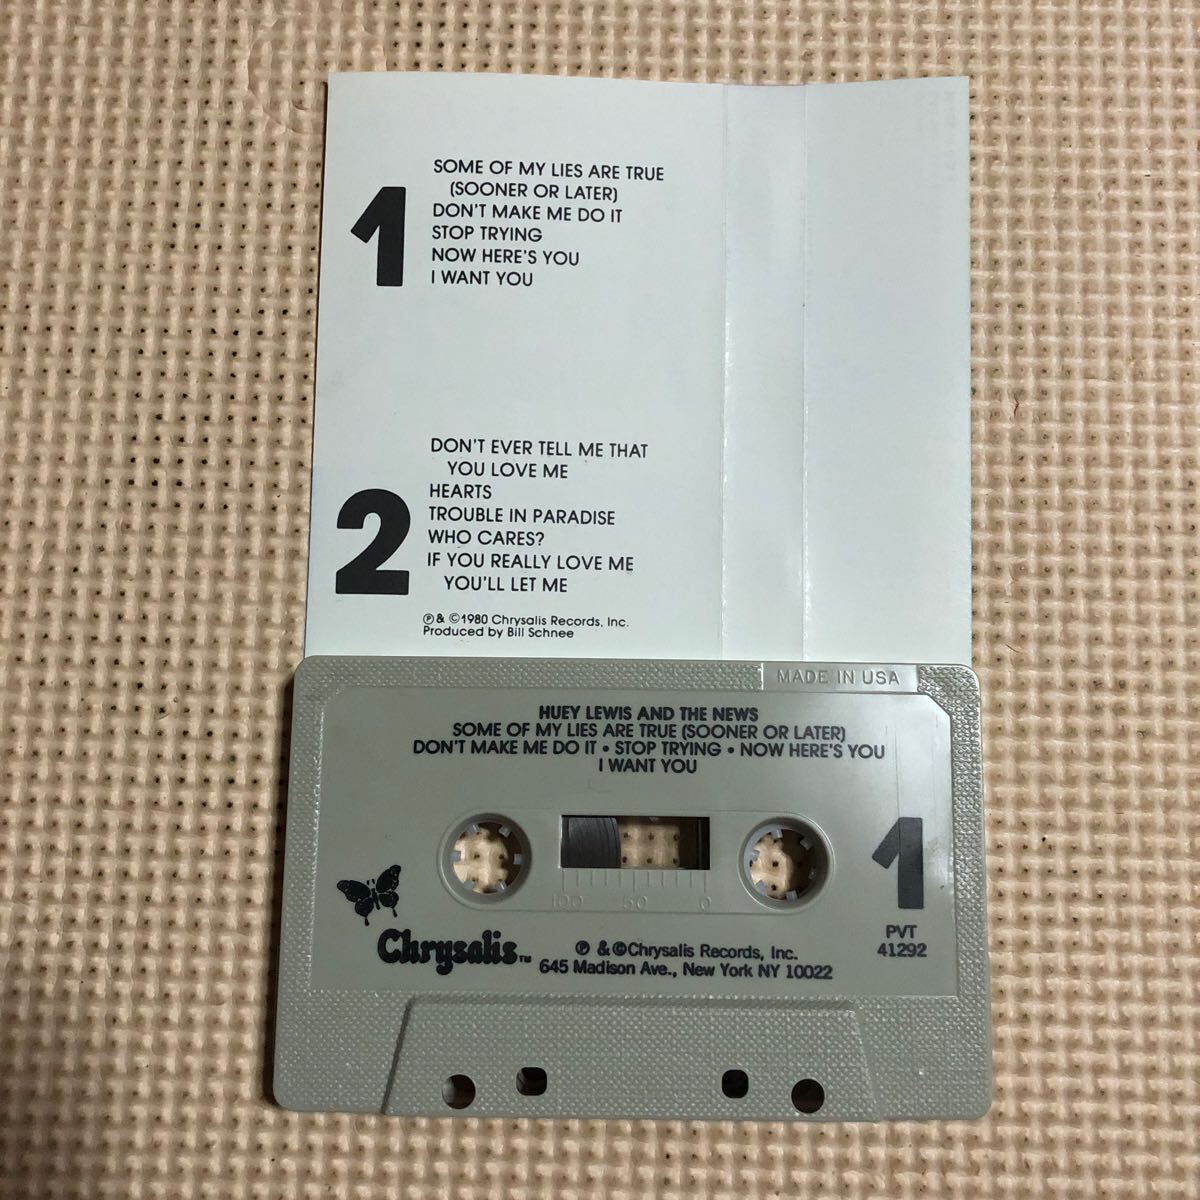 1
SOME OF MY LIES ARE TRUE
(SOONER OR LATER)
DON'T MAKE ME DO IT
STOP TRYING
NOW HERE'S YOU
I WANT YOU
2
DON'T EVER TELL ME THAT
YOU LOVE ME
HEARTS
TROUBLE IN PARADISE
WHO CARES?
IF YOU REALLY LOVE ME
YOU'LL LET ME
℗ & ©1980 Chrysalis Records, Inc.
Produced by Bill Schnee
MADE IN USA
HUEY LEWIS AND THE NEWS
SOME OF MY LIES ARE TRUE (SOONER OR LATER)
DON'T MAKE ME DO IT • STOP TRYING • NOW HERE'S YOU
I WANT YOU
100 50 0
1
PVT
41292
Chrysalis™
℗ & ©Chrysalis Records, Inc.
645 Madison Ave., New York NY 10022